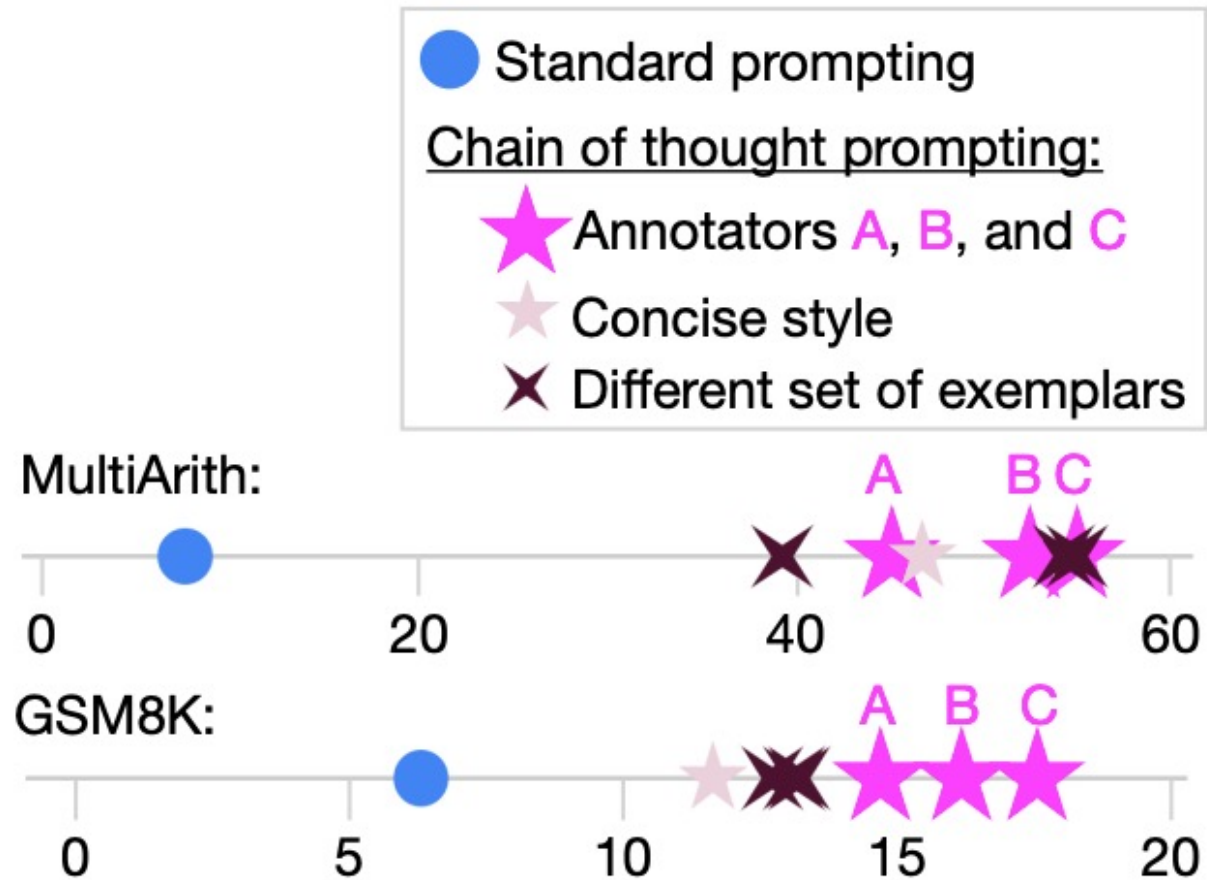 Standard prompting
Chain of thought prompting:
Annotators A, B, and C
Concise style
Different set of exemplars
MultiArith:
A B C
0 20 40 60
GSM8K:
A B C
0 5 10 15 20